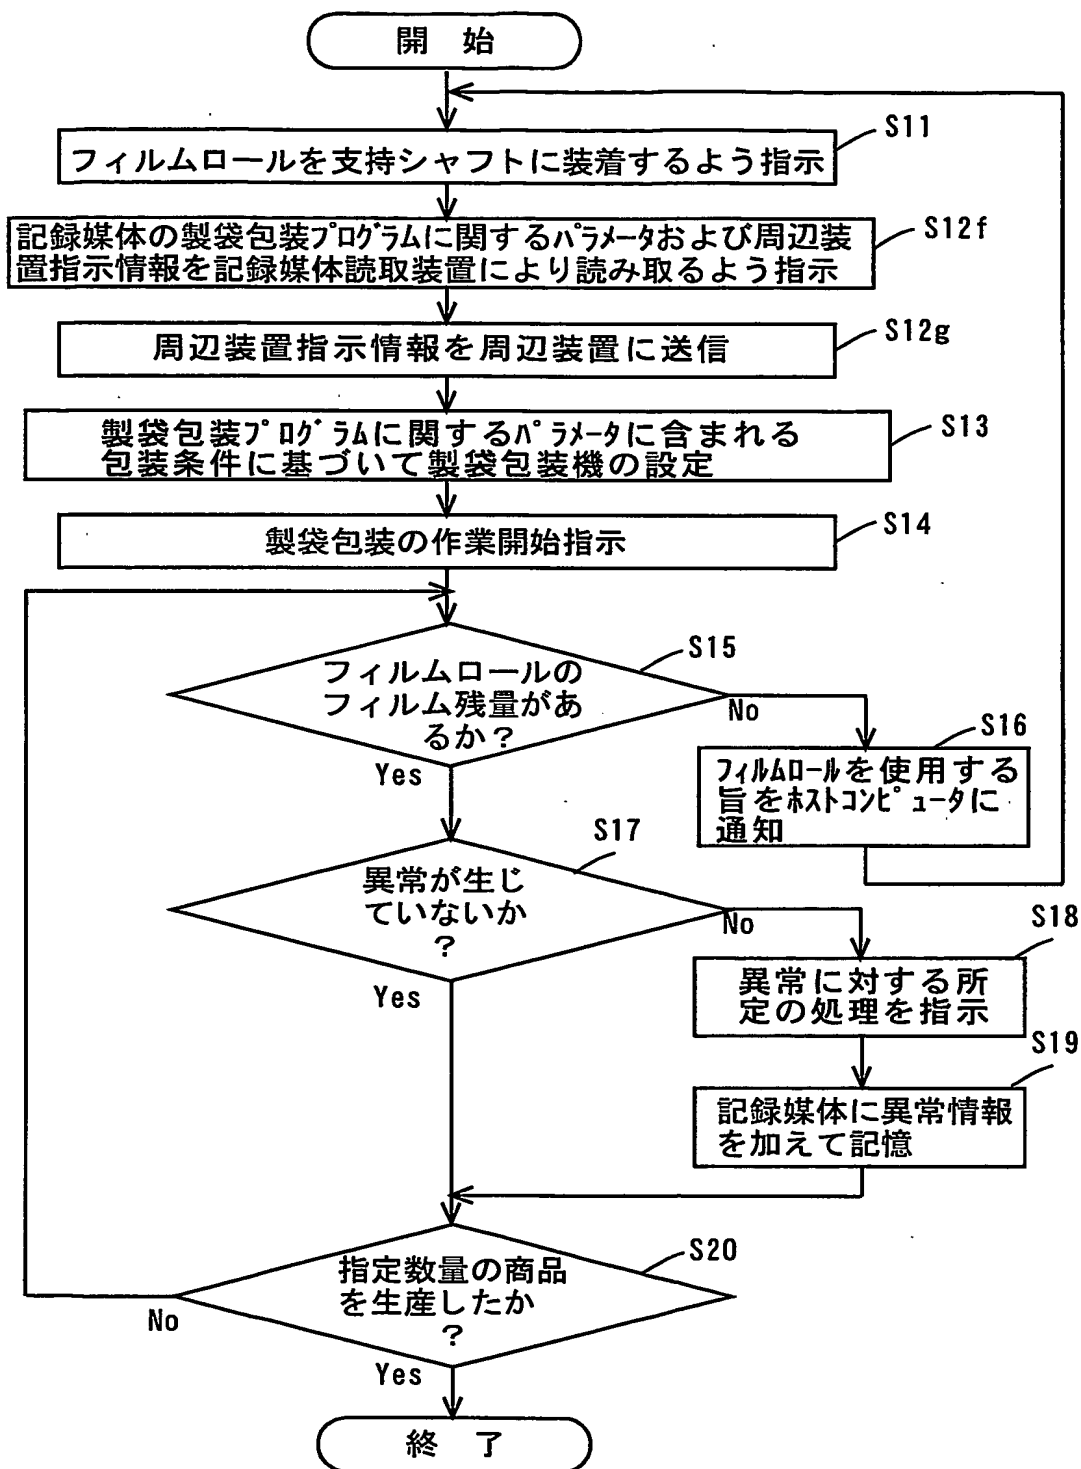 開 始
S11
フィルムロールを支持シャフトに装着するよう指示
S12f
記録媒体の製袋包装プログラムに関するパラメータおよび周辺装
置指示情報を記録媒体読取装置により読み取るよう指示
S12g
周辺装置指示情報を周辺装置に送信
S13
製袋包装プログラムに関するパラメータに含まれる
包装条件に基づいて製袋包装機の設定
S14
製袋包装の作業開始指示
S15
フィルムロールの
フィルム残量があ
るか?
No
Yes
S16
フィルムロールを使用する
旨をホストコンピュータに
通知
S17
異常が生じ
ていないか
?
No
Yes
S18
異常に対する所
定の処理を指示
S19
記録媒体に異常情報
を加えて記憶
S20
指定数量の商品
を生産したか
?
No
Yes
終 了